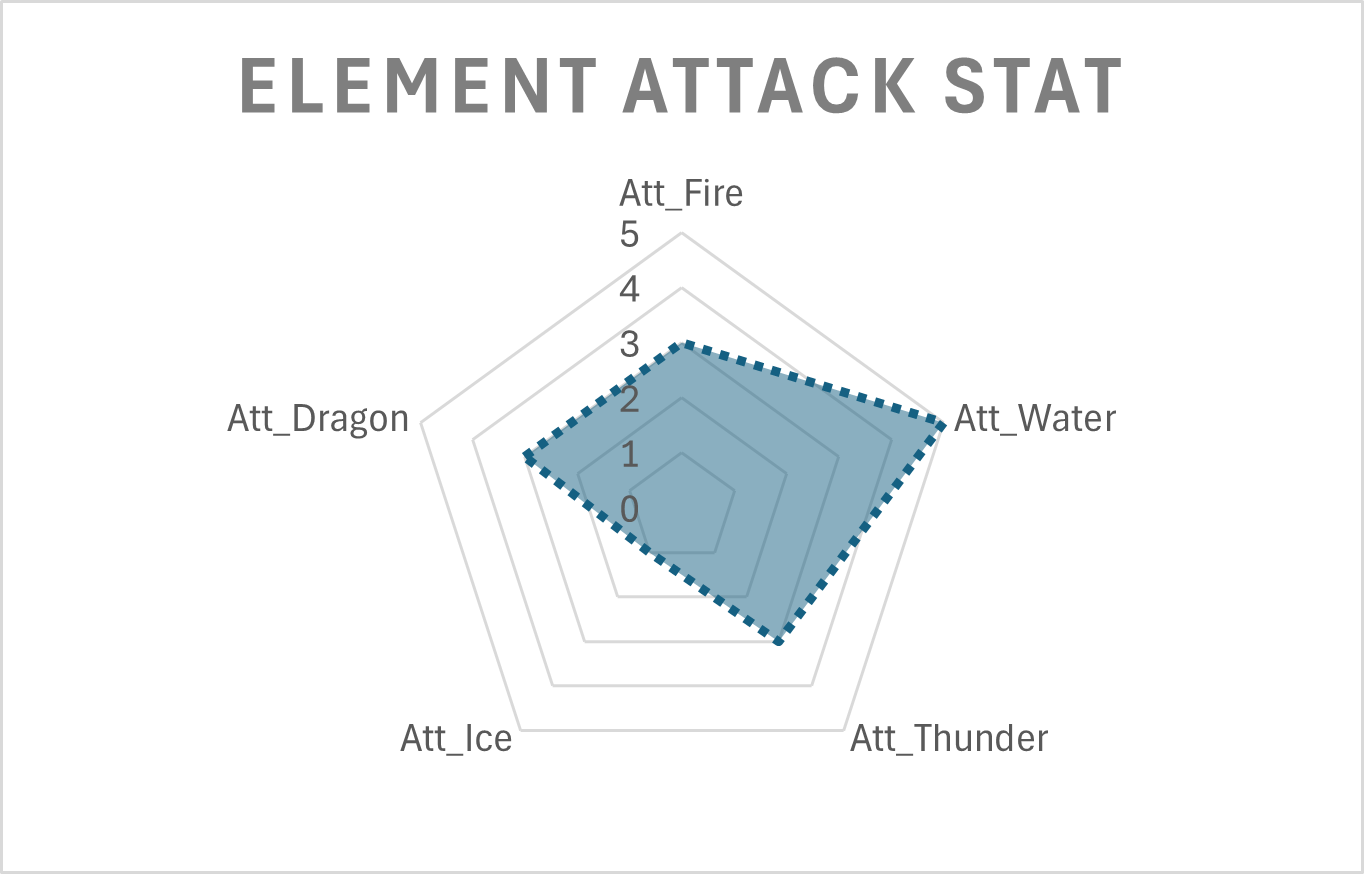 ELEMENT ATTACK STAT
Att_Fire
5
4
3
2
1
0
Att_Water
Att_Thunder
Att_Ice
Att_Dragon